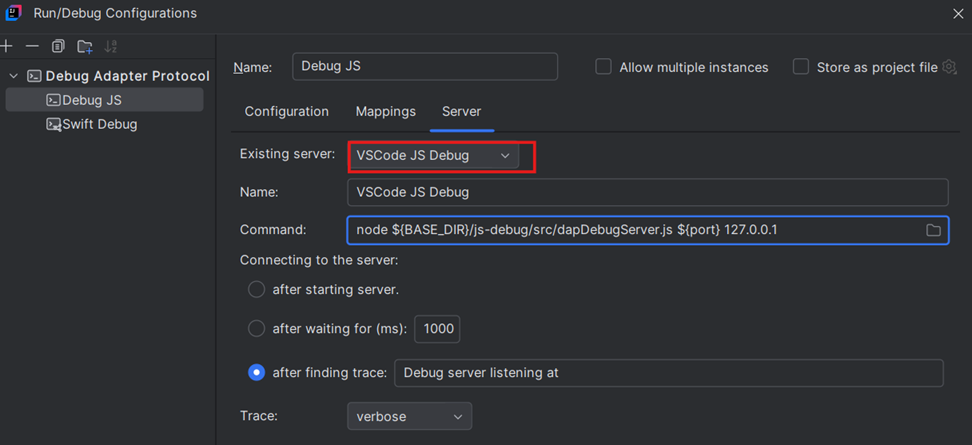 Run/Debug Configurations
Debug Adapter Protocol
Debug JS
Swift Debug
Name: Debug JS Allow multiple instances Store as project file
Configuration Mappings Server
Existing server: VSCode JS Debug
Name: VSCode JS Debug
Command: node ${BASE_DIR}/js-debug/src/dapDebugServer.js ${port} 127.0.0.1
Connecting to the server:
after starting server.
after waiting for (ms): 1000
after finding trace: Debug server listening at
Trace: verbose